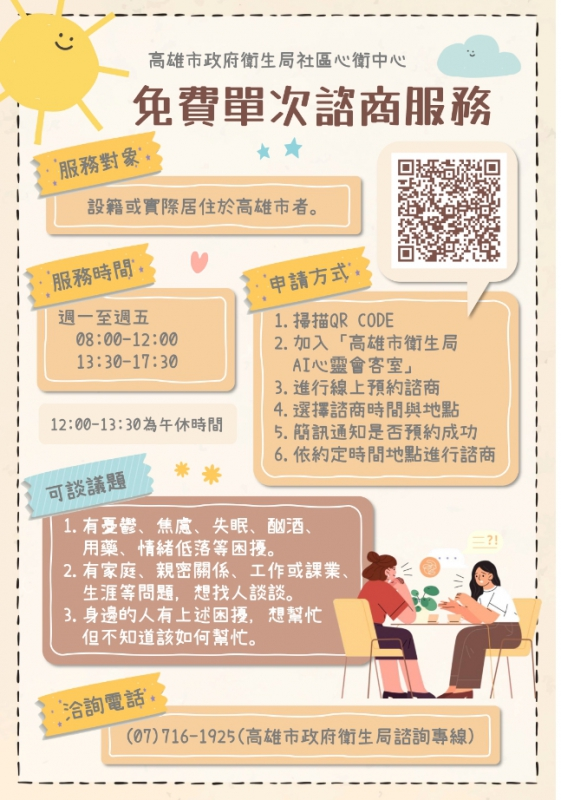 高雄市政府衛生局社區心衛中心
免費單次諮商服務
服務對象
設籍或實際居住於高雄市者。
服務時間
週一至週五
08:00-12:00
13:30-17:30
12:00-13:30為午休時間
申請方式
1. 掃描QR CODE
2. 加入「高雄市衛生局
AI心靈會客室」
3. 進行線上預約諮商
4. 選擇諮商時間與地點
5. 簡訊通知是否預約成功
6. 依約定時間地點進行諮商
可談議題
1. 有憂鬱、焦慮、失眠、酗酒、
用藥、情緒低落等困擾。
2. 有家庭、親密關係、工作或課業、
生涯等問題，想找人談談。
3. 身邊的人有上述困擾，想幫忙
但不知道該如何幫忙。
二?!
洽詢電話
(07)716-1925(高雄市政府衛生局諮詢專線)